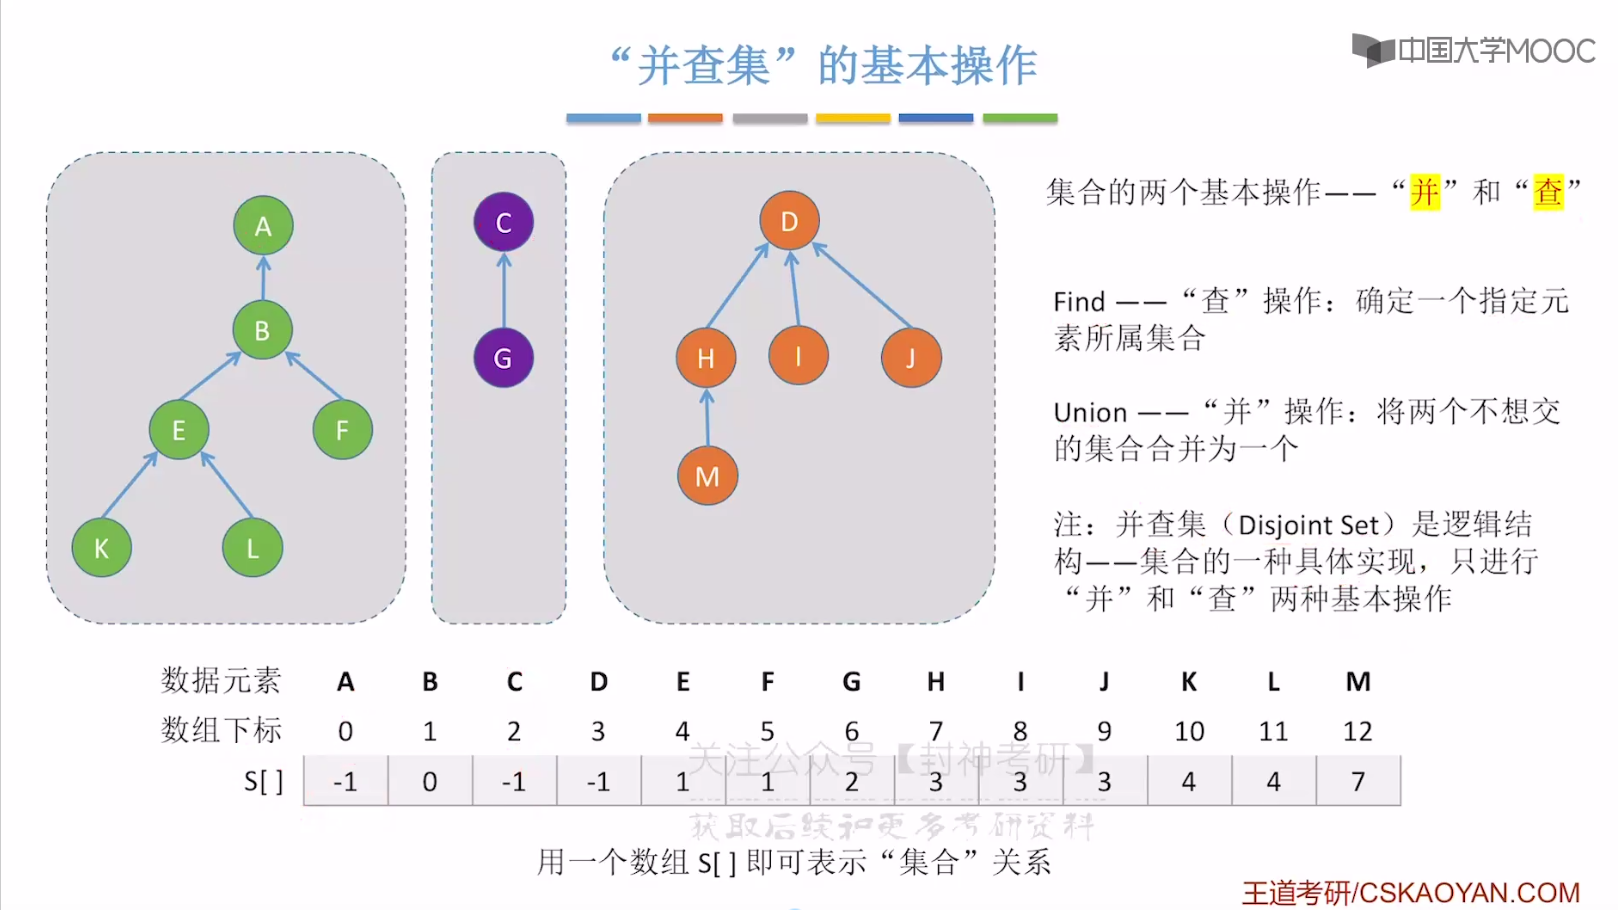 “并查集”的基本操作
中国大学MOOC
A
B
E
F
K
L
C
G
D
H
I
J
M
集合的两个基本操作——“并”和“查”
Find ——“查”操作：确定一个指定元
素所属集合
Union ——“并”操作：将两个不想交
的集合合并为一个
注：并查集（Disjoint Set）是逻辑结
构——集合的一种具体实现，只进行
“并”和“查”两种基本操作
数据元素 A B C D E F G H I J K L M
数组下标 0 1 2 3 4 5 6 7 8 9 10 11 12
关注公众号【封神考研】
S[ ] -1 0 -1 -1 1 1 2 3 3 3 4 4 7
获取后续和更多考研资料
用一个数组 S[ ] 即可表示“集合”关系
王道考研/CSKAOYAN.COM